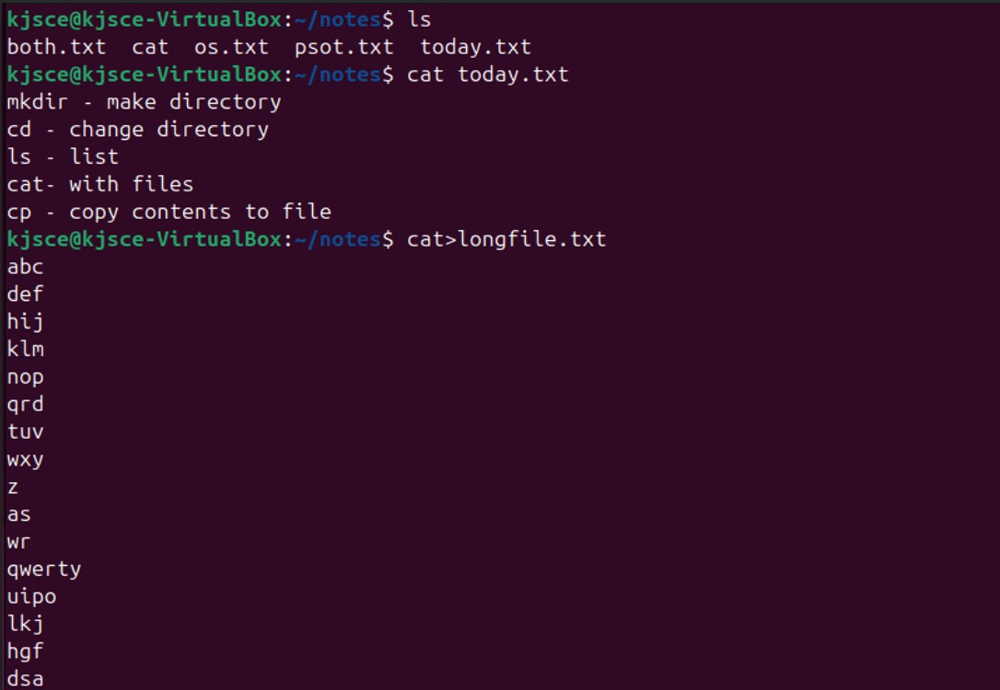 kjsce@kjsce-VirtualBox:~/notes$ ls
both.txt  cat  os.txt  psot.txt  today.txt
kjsce@kjsce-VirtualBox:~/notes$ cat today.txt
mkdir - make directory
cd - change directory
ls - list
cat- with files
cp - copy contents to file
kjsce@kjsce-VirtualBox:~/notes$ cat>longfile.txt
abc
def
hij
klm
nop
qrd
tuv
wxy
z
as
wr
qwerty
uipo
lkj
hgf
dsa